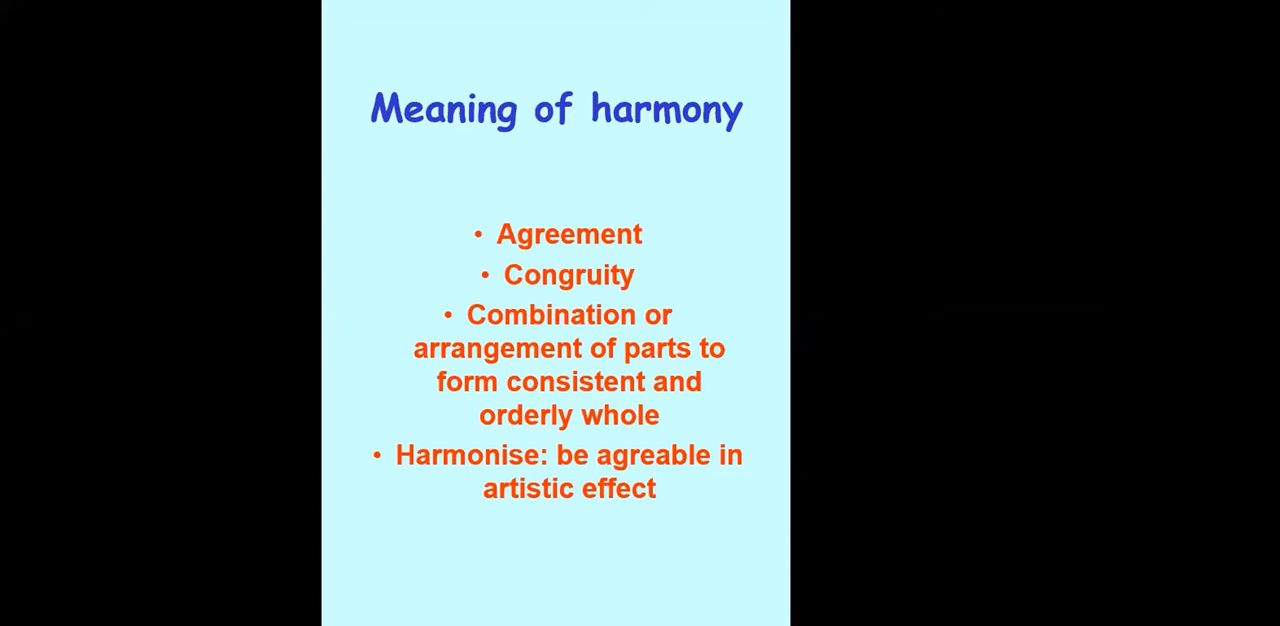 Meaning of harmony
• Agreement
• Congruity
• Combination or
arrangement of parts to
form consistent and
orderly whole
• Harmonise: be agreable in
artistic effect